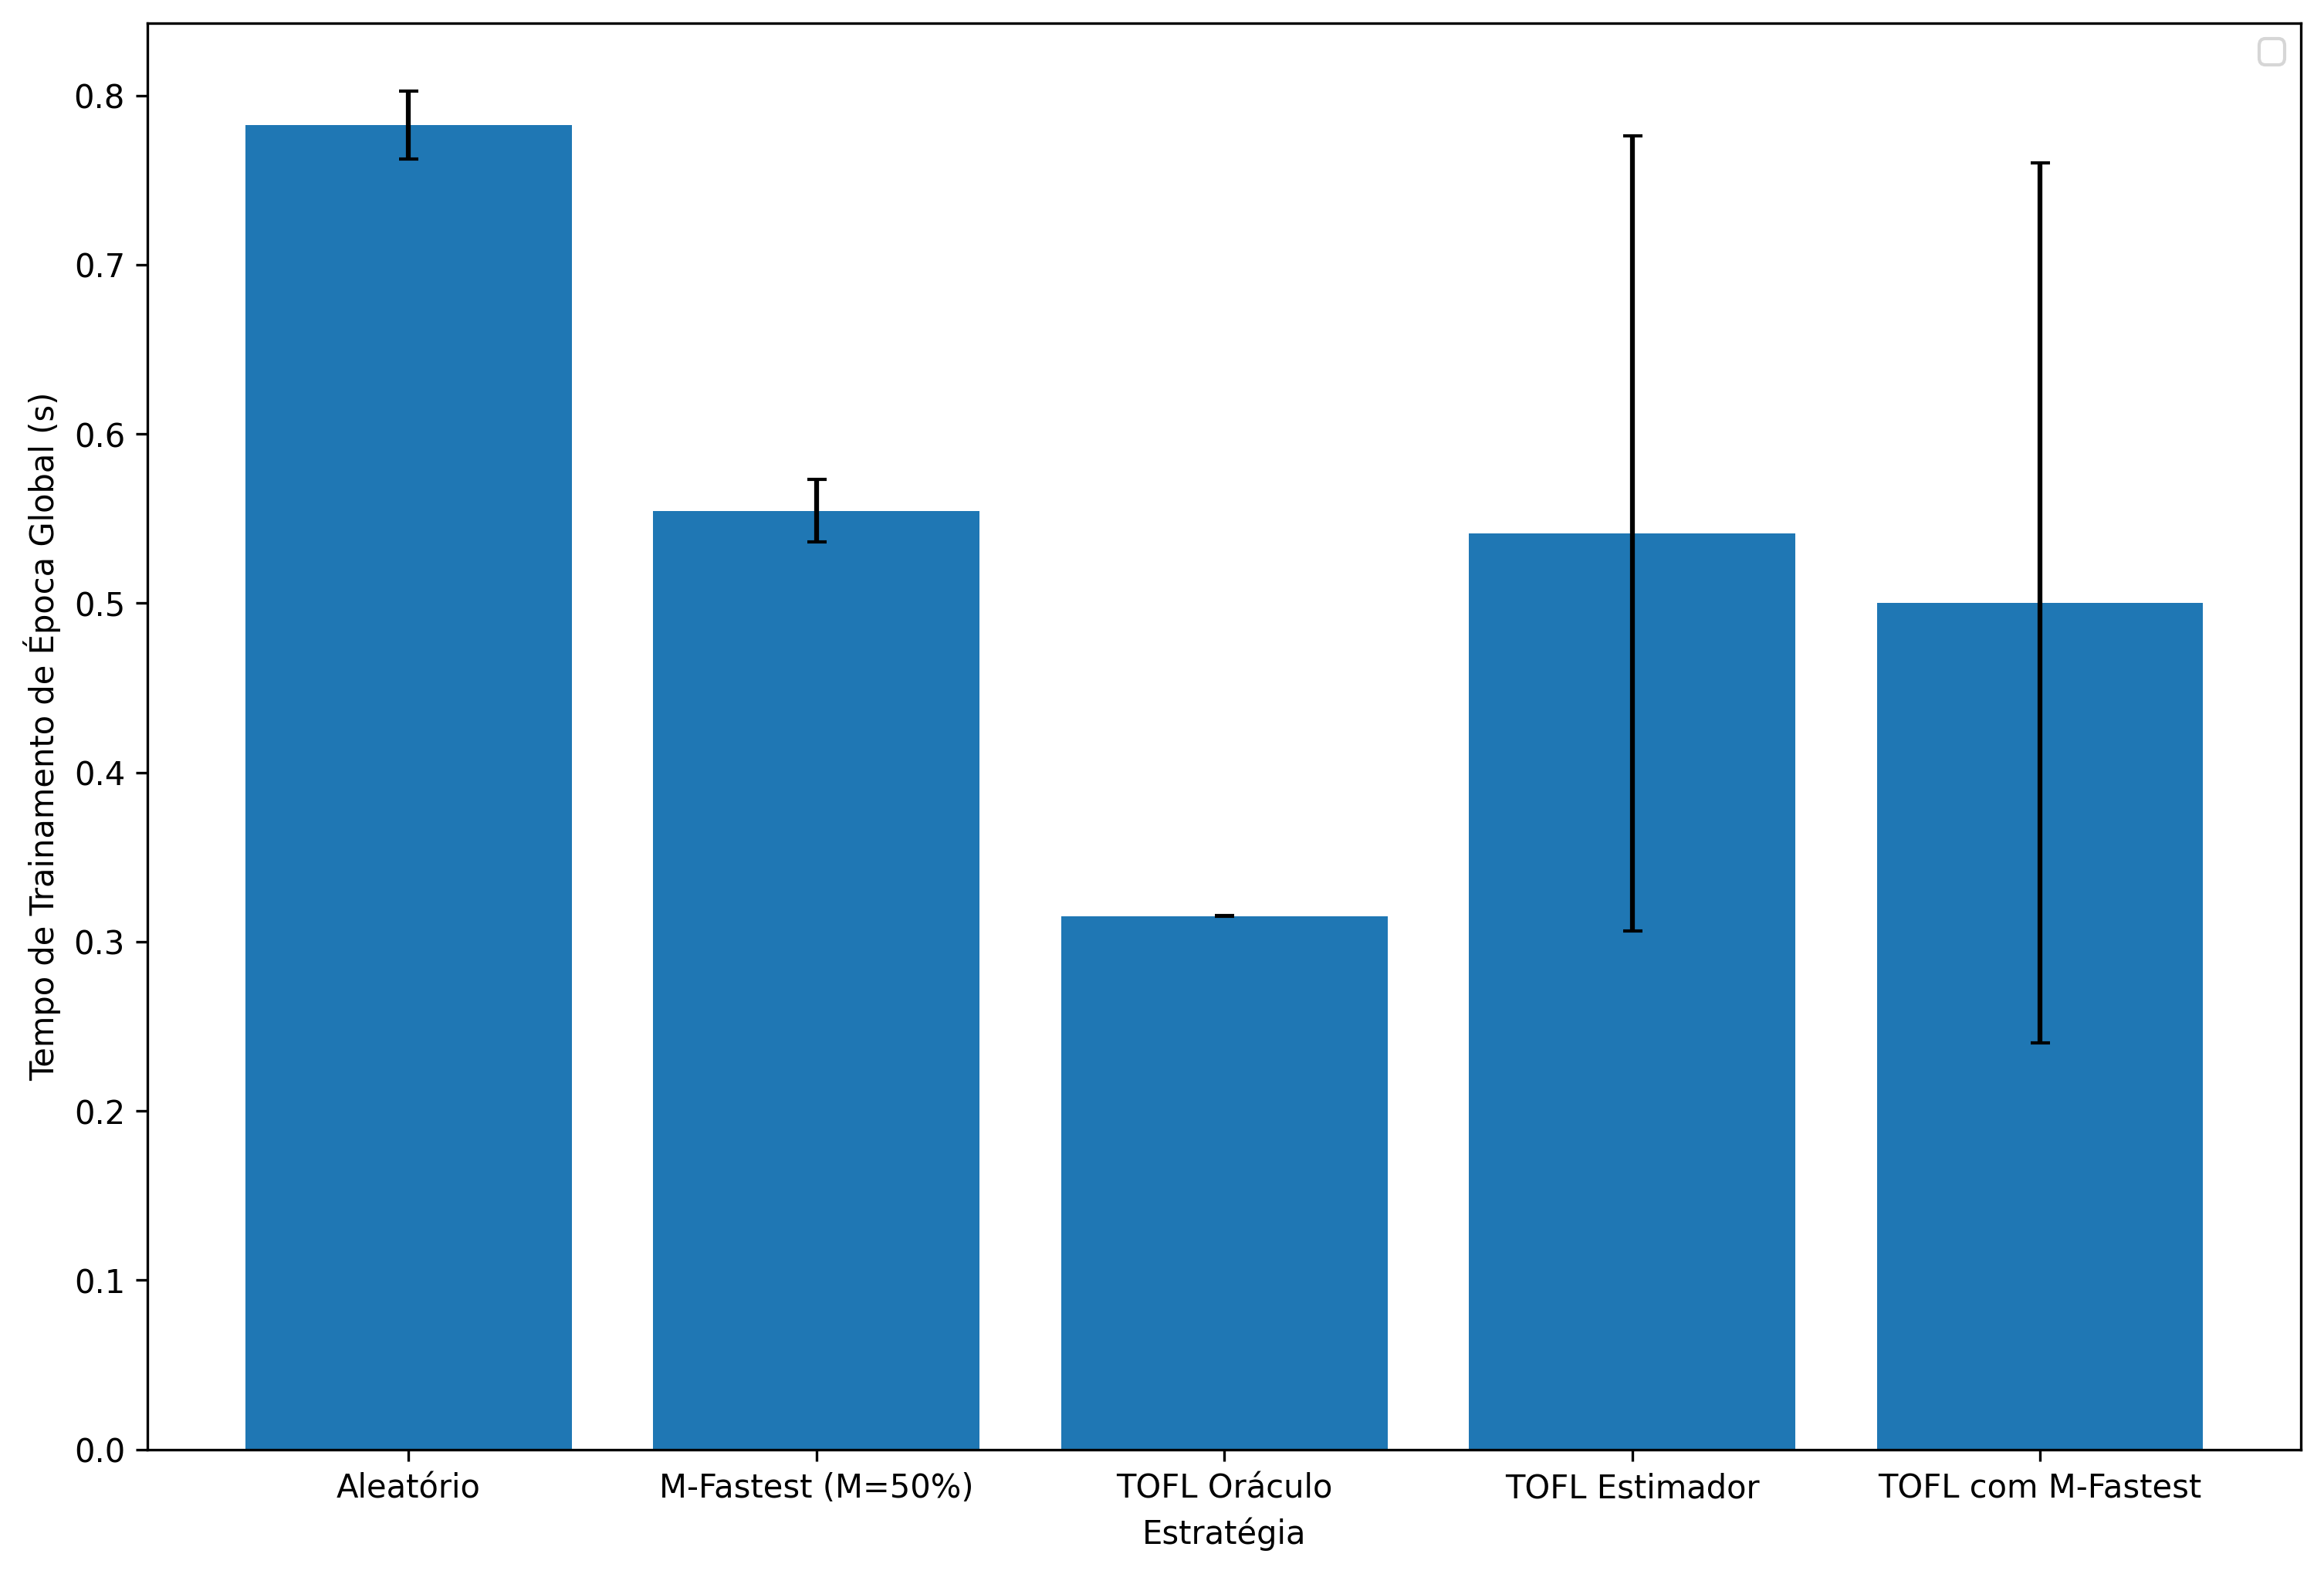 Tempo de Trainamento de Época Global (s)
0.8
0.7
0.6
0.5
0.4
0.3
0.2
0.1
0.0
Aleatório
M-Fastest (M=50%)
TOFL Oráculo
TOFL Estimador
TOFL com M-Fastest
Estratégia